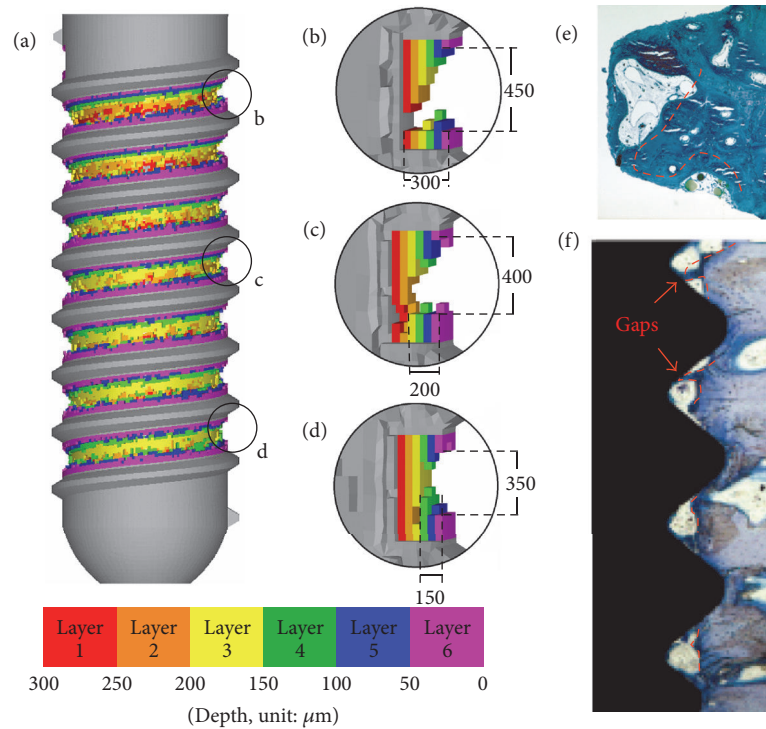 (a)
b
c
d
(b)
450
300
(c)
400
200
(d)
350
150
(e)
(f)
Gaps
Layer Layer Layer Layer Layer Layer
1 2 3 4 5 6
300 250 200 150 100 50 0
(Depth, unit: μm)